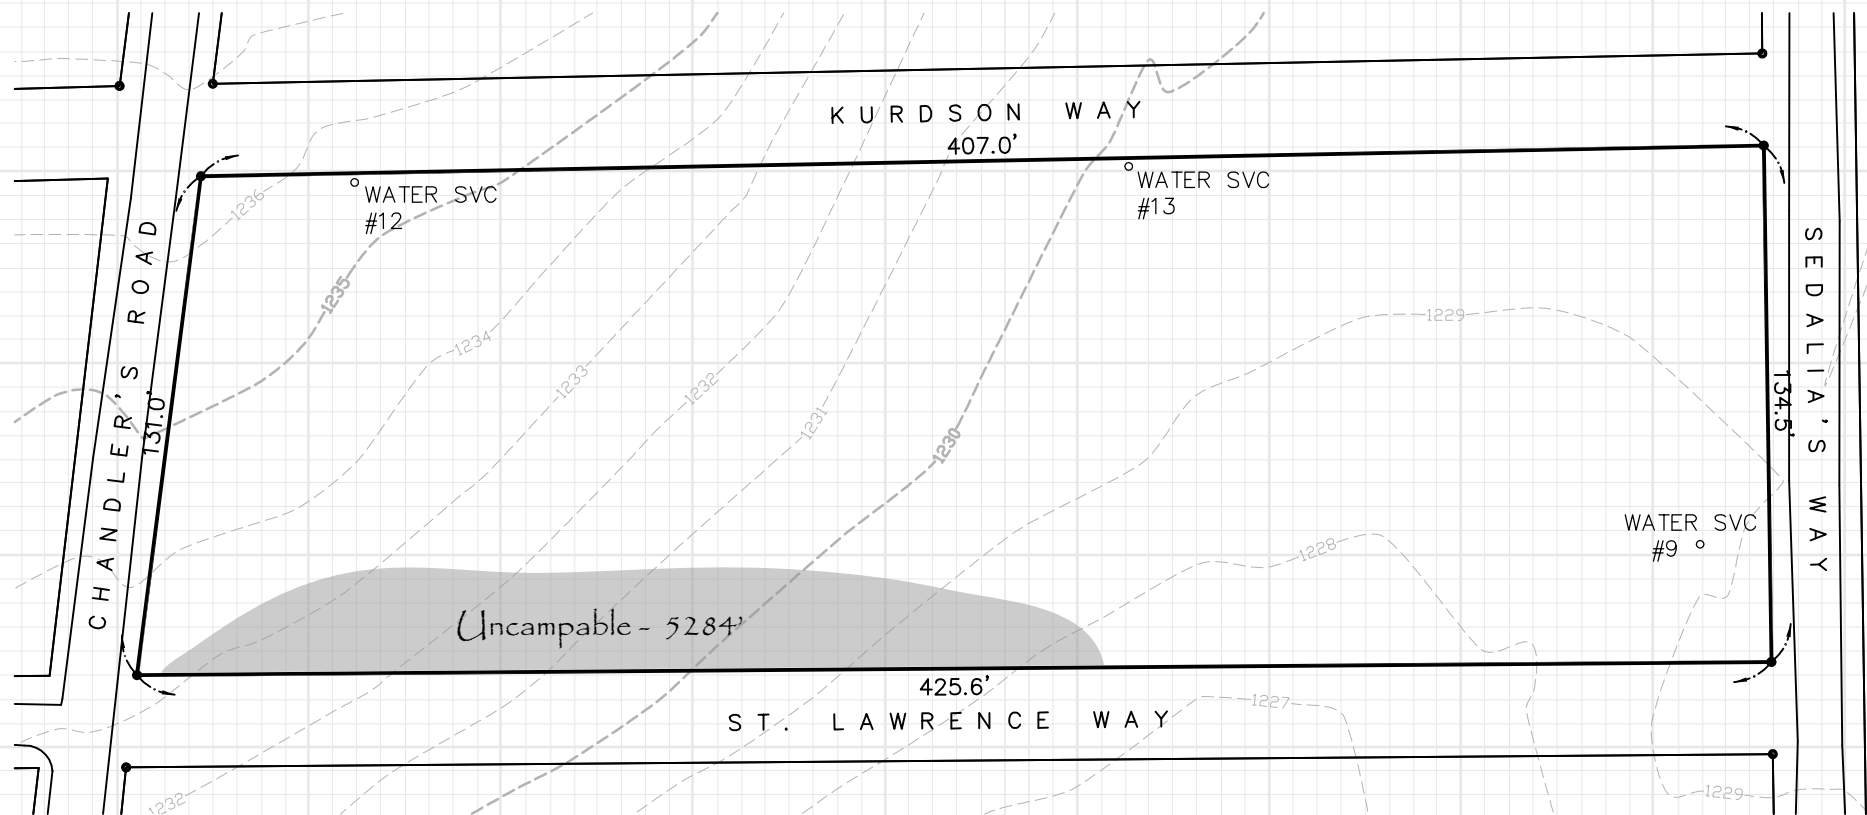 KURDSON WAY
407.0’
WATER SVC
#12
WATER SVC
#13
1236
1235
1234
1233
1232
1231
1230
1229
CHANDLER’S ROAD
131.0’
SEDALIA’S WAY
134.5’
WATER SVC
#9
1228
Uncampable - 5284’
425.6’
ST. LAWRENCE WAY
1227
1232
1229